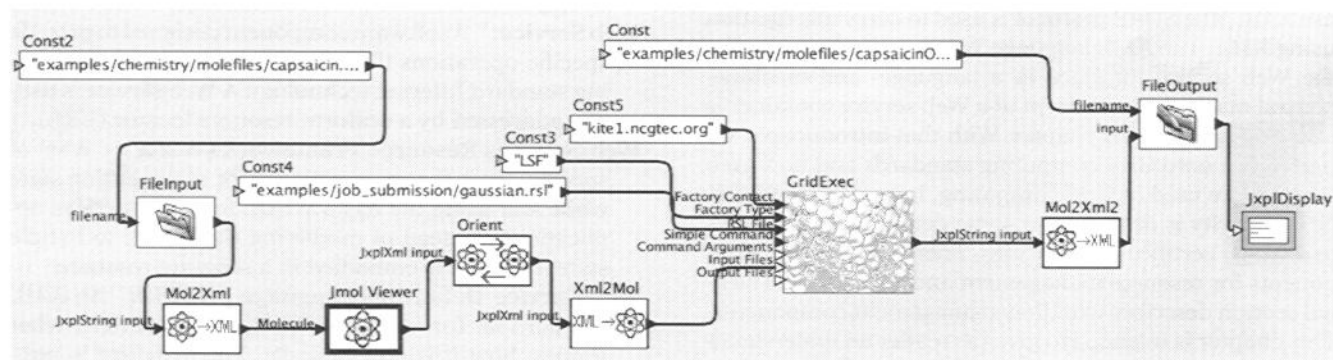 Const2
"examples/chemistry/molefiles/capsaicin....
Const
"examples/chemistry/molefiles/capsaicinO...
FileOutput
filename
input
Const5
"kite1.ncgtec.org"
Const3
"LSF"
Const4
"examples/job_submission/gaussian.rsl"
FileInput
filename
GridExec
Factory Contact
Factory Type
RSL File
Simple Command
Command Arguments
Input Files
Output Files
Mol2Xml2
JxplString input
XML
JxplDisplay
Orient
JxplXml input
Mol2Xml
JxplString input
XML
Jmol Viewer
Molecule
Xml2Mol
JxplXml input
XML